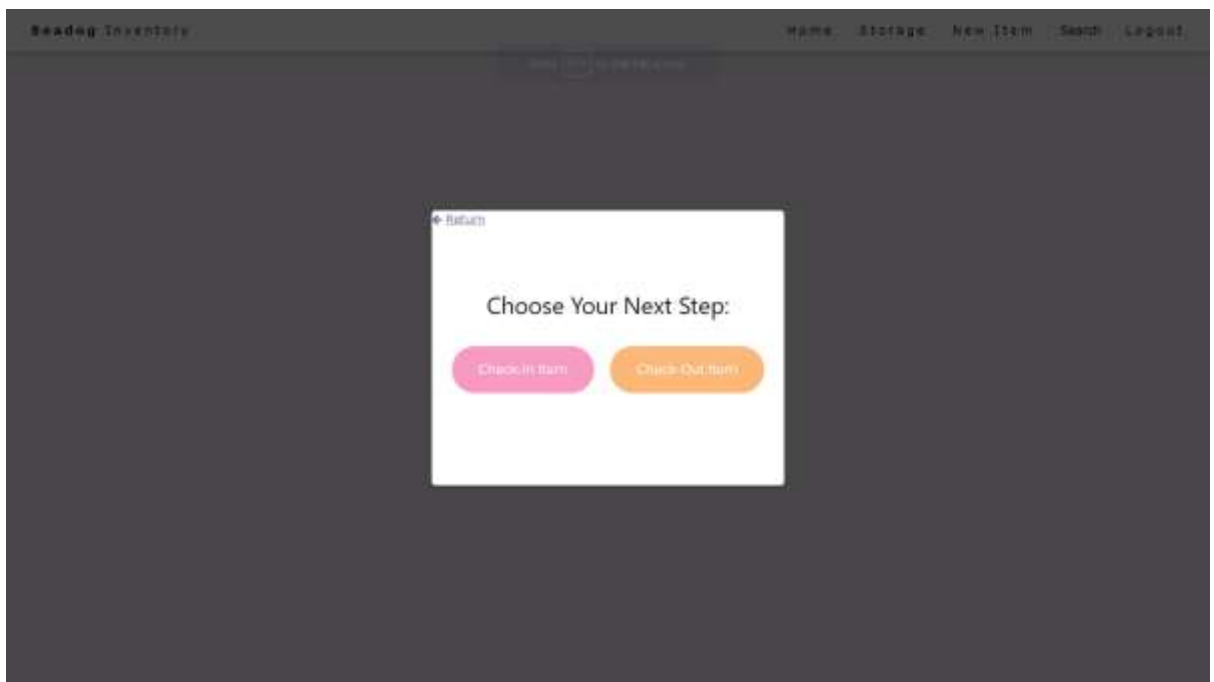 Beadog Inventory
Home Storage New Item Search Logout
← Return
Choose Your Next Step:
Check-In Item Check-Out Item